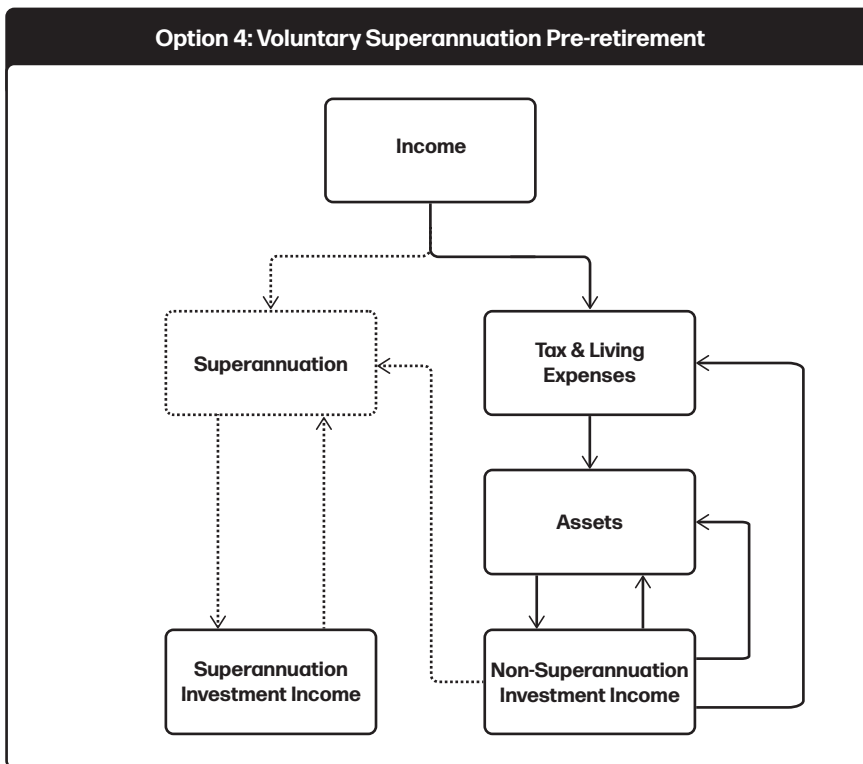 Option 4: Voluntary Superannuation Pre-retirement
Income
Superannuation
Tax & Living
Expenses
Assets
Superannuation
Investment Income
Non-Superannuation
Investment Income